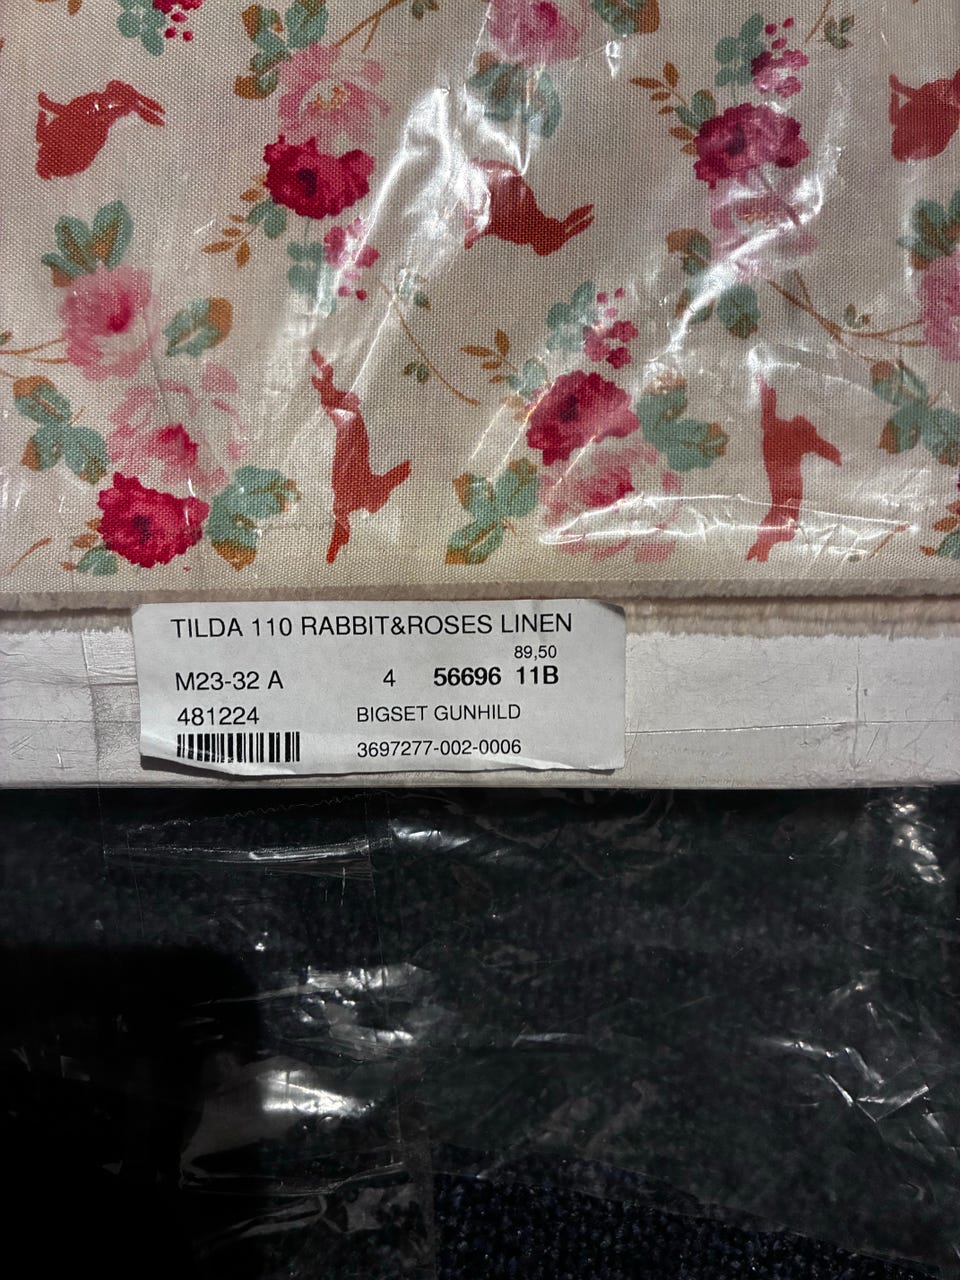 TILDA 110 RABBIT&ROSES LINEN
89,50
M23-32 A 4 56696 11B
481224 BIGSET GUNHILD
3697277-002-0006